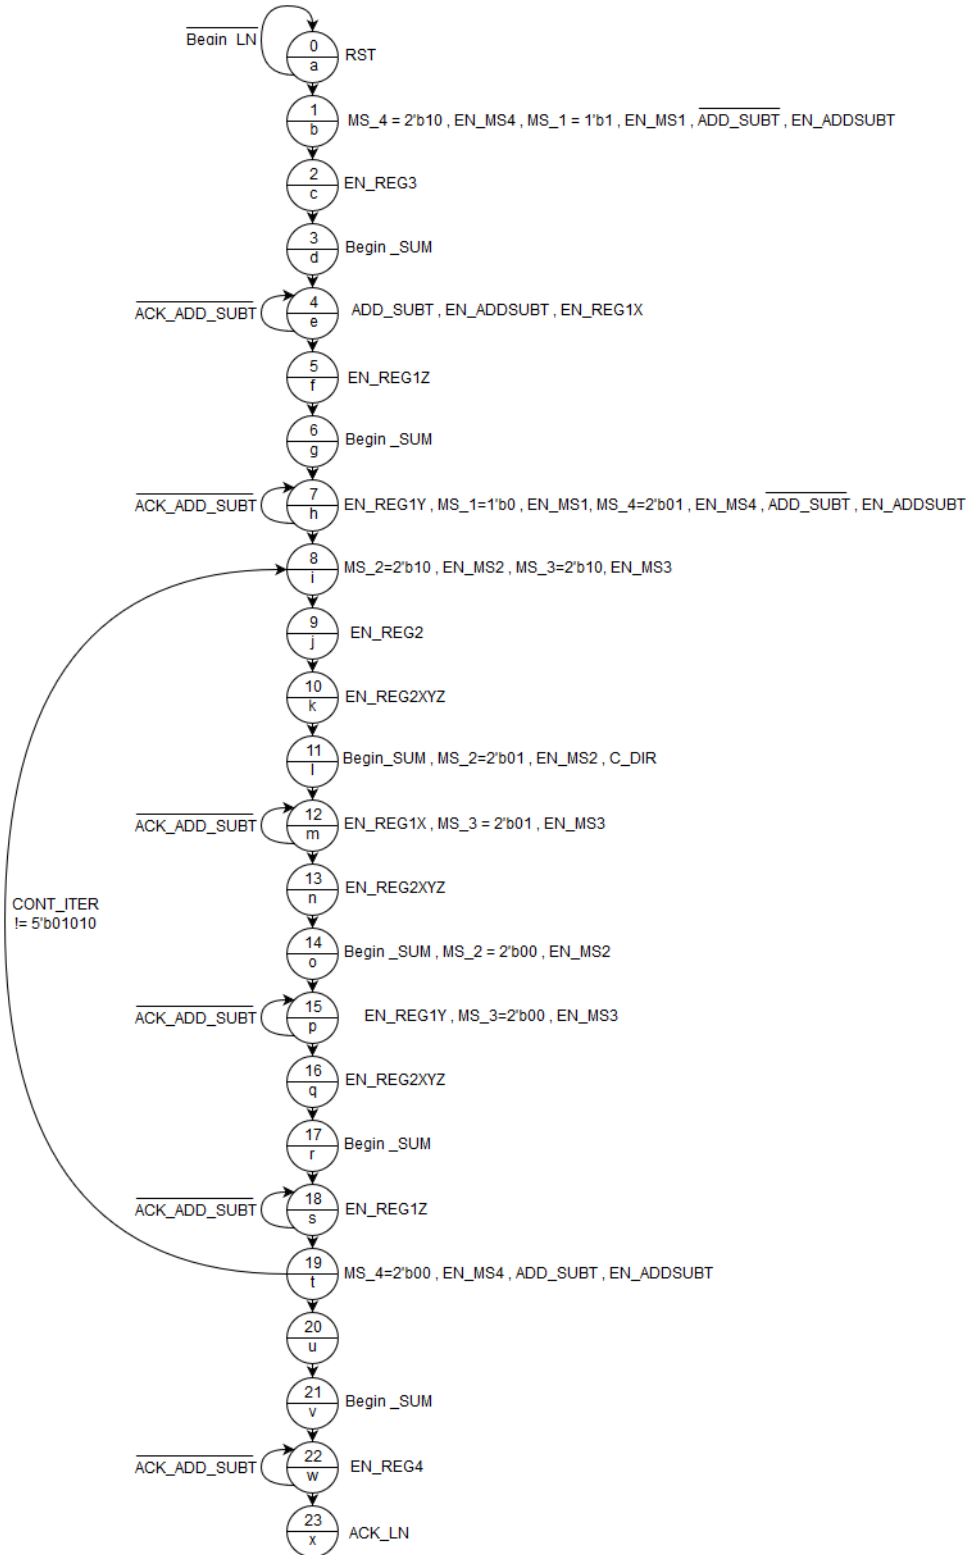 Begin_LN
0
a
RST
1
b
MS_4 = 2'b10 , EN_MS4, MS_1 = 1'b1 , EN_MS1 , ADD_SUBT , EN_ADDSUBT
2
c
EN_REG3
3
d
Begin _SUM
ACK_ADD_SUBT
4
e
ADD_SUBT , EN_ADDSUBT , EN_REG1X
5
f
EN_REG1Z
6
g
Begin _SUM
ACK_ADD_SUBT
7
h
EN_REG1Y , MS_1=1'b0 , EN_MS1, MS_4=2'b01 , EN_MS4 , ADD_SUBT , EN_ADDSUBT
8
i
MS_2=2'b10 , EN_MS2 , MS_3=2'b10, EN_MS3
9
j
EN_REG2
10
k
EN_REG2XYZ
11
l
Begin_SUM , MS_2=2'b01 , EN_MS2 , C_DIR
ACK_ADD_SUBT
12
m
EN_REG1X , MS_3 = 2'b01 , EN_MS3
13
n
EN_REG2XYZ
CONT_ITER
!= 5'b01010
14
o
Begin _SUM , MS_2 = 2'b00 , EN_MS2
ACK_ADD_SUBT
15
p
EN_REG1Y , MS_3=2'b00 , EN_MS3
16
q
EN_REG2XYZ
17
r
Begin _SUM
ACK_ADD_SUBT
18
s
EN_REG1Z
19
t
MS_4=2'b00 , EN_MS4 , ADD_SUBT , EN_ADDSUBT
20
u
21
v
Begin _SUM
ACK_ADD_SUBT
22
w
EN_REG4
23
x
ACK_LN